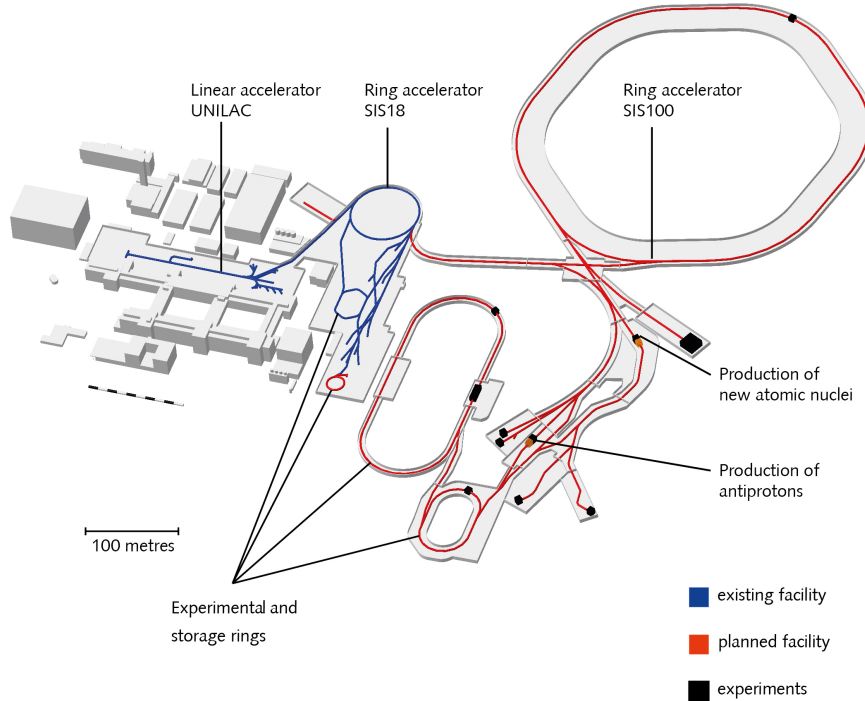 Linear accelerator
UNILAC
Ring accelerator
SIS18
Ring accelerator
SIS100
Production of
new atomic nuclei
Production of
antiprotons
100 metres
Experimental and
storage rings
existing facility
planned facility
experiments